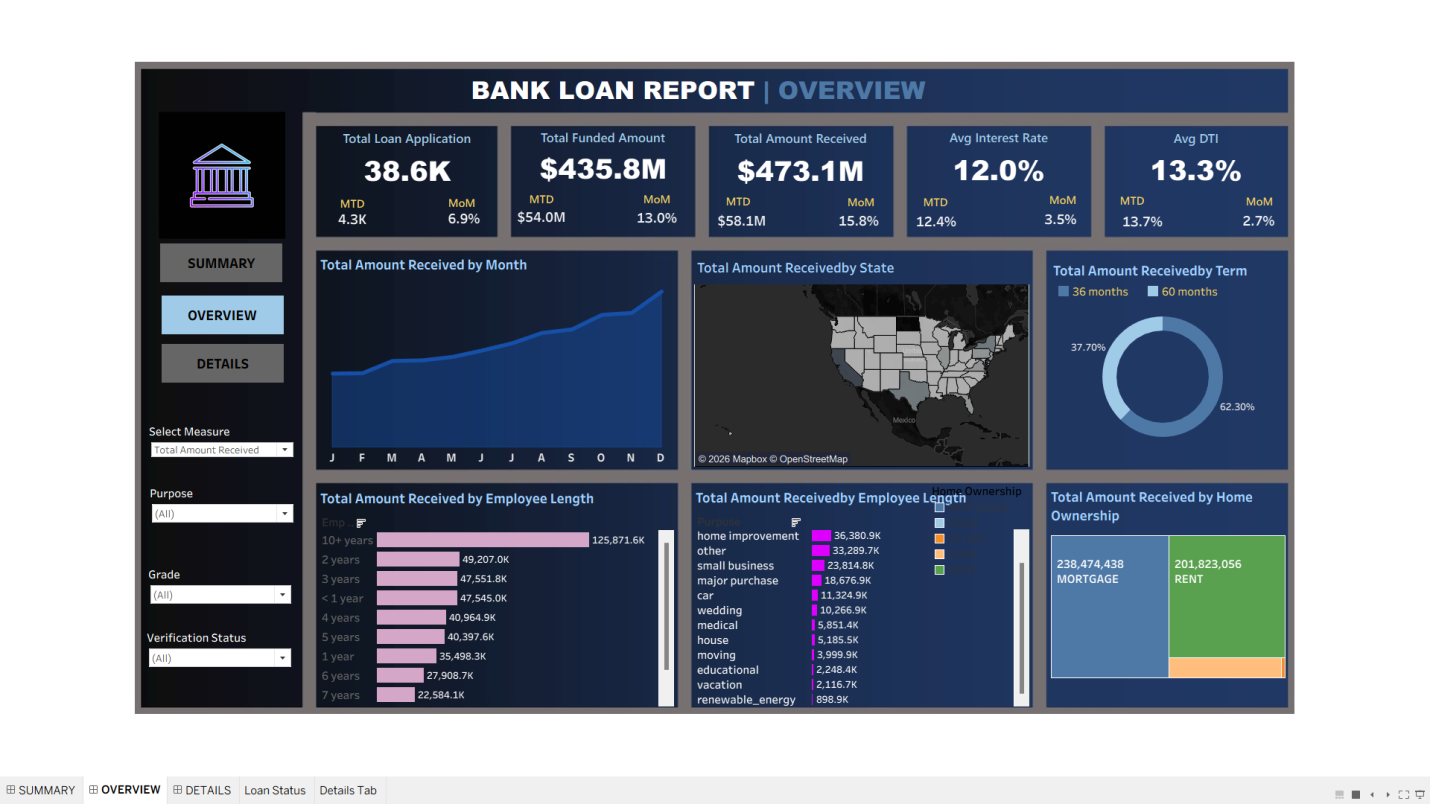 BANK LOAN REPORT | OVERVIEW
Total Loan Application
38.6K
MTD
MoM
4.3K
6.9%
Total Funded Amount
$435.8M
MTD
MoM
$54.0M
13.0%
Total Amount Received
$473.1M
MTD
MoM
$58.1M
15.8%
Avg Interest Rate
12.0%
MTD
MoM
12.4%
3.5%
Avg DTI
13.3%
MTD
MoM
13.7%
2.7%
SUMMARY
OVERVIEW
DETAILS
Select Measure
Total Amount Received
Purpose
(All)
Grade
(All)
Verification Status
(All)
Total Amount Received by Month
J F M A M J J A S O N D
Total Amount Receivedby State
Mexico
© 2026 Mapbox © OpenStreetMap
Total Amount Receivedby Term
36 months
60 months
37.70%
62.30%
Total Amount Received by Employee Length
Emp..
10+ years 125,871.6K
2 years 49,207.0K
3 years 47,551.8K
< 1 year 47,545.0K
4 years 40,964.9K
5 years 40,397.6K
1 year 35,498.3K
6 years 27,908.7K
7 years 22,584.1K
Total Amount Receivedby Employee Length
Home Ownership
Purpose
home improvement 36,380.9K
other 33,289.7K
small business 23,814.8K
major purchase 18,676.9K
car 11,324.9K
wedding 10,266.9K
medical 5,851.4K
house 5,185.5K
moving 3,999.9K
educational 2,248.4K
vacation 2,116.7K
renewable_energy 898.9K
Total Amount Received by Home
Ownership
238,474,438
MORTGAGE
201,823,056
RENT
SUMMARY
OVERVIEW
DETAILS
Loan Status
Details Tab